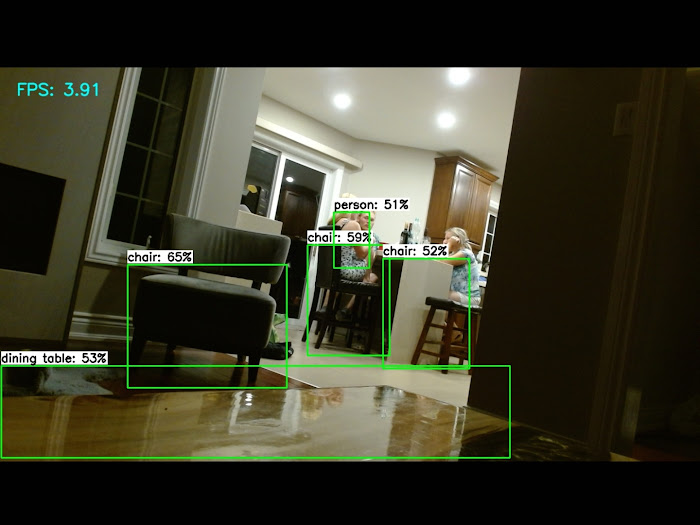 FPS: 3.91
person: 51%
chair: 59%
chair: 52%
chair: 65%
dining table: 53%